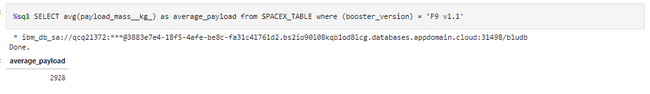 %sql SELECT avg(payload_mass__kg_) as average_payload from SPACEX_TABLE where (booster_version) = 'F9 v1.1'
* ibm_db_sa://qcq21372:***@3883e7e4-18f5-4afe-be8c-fa31c41761d2.bs2io90l08kqb1od8lcg.databases.appdomain.cloud:31498/bludb
Done.
average_payload
2928